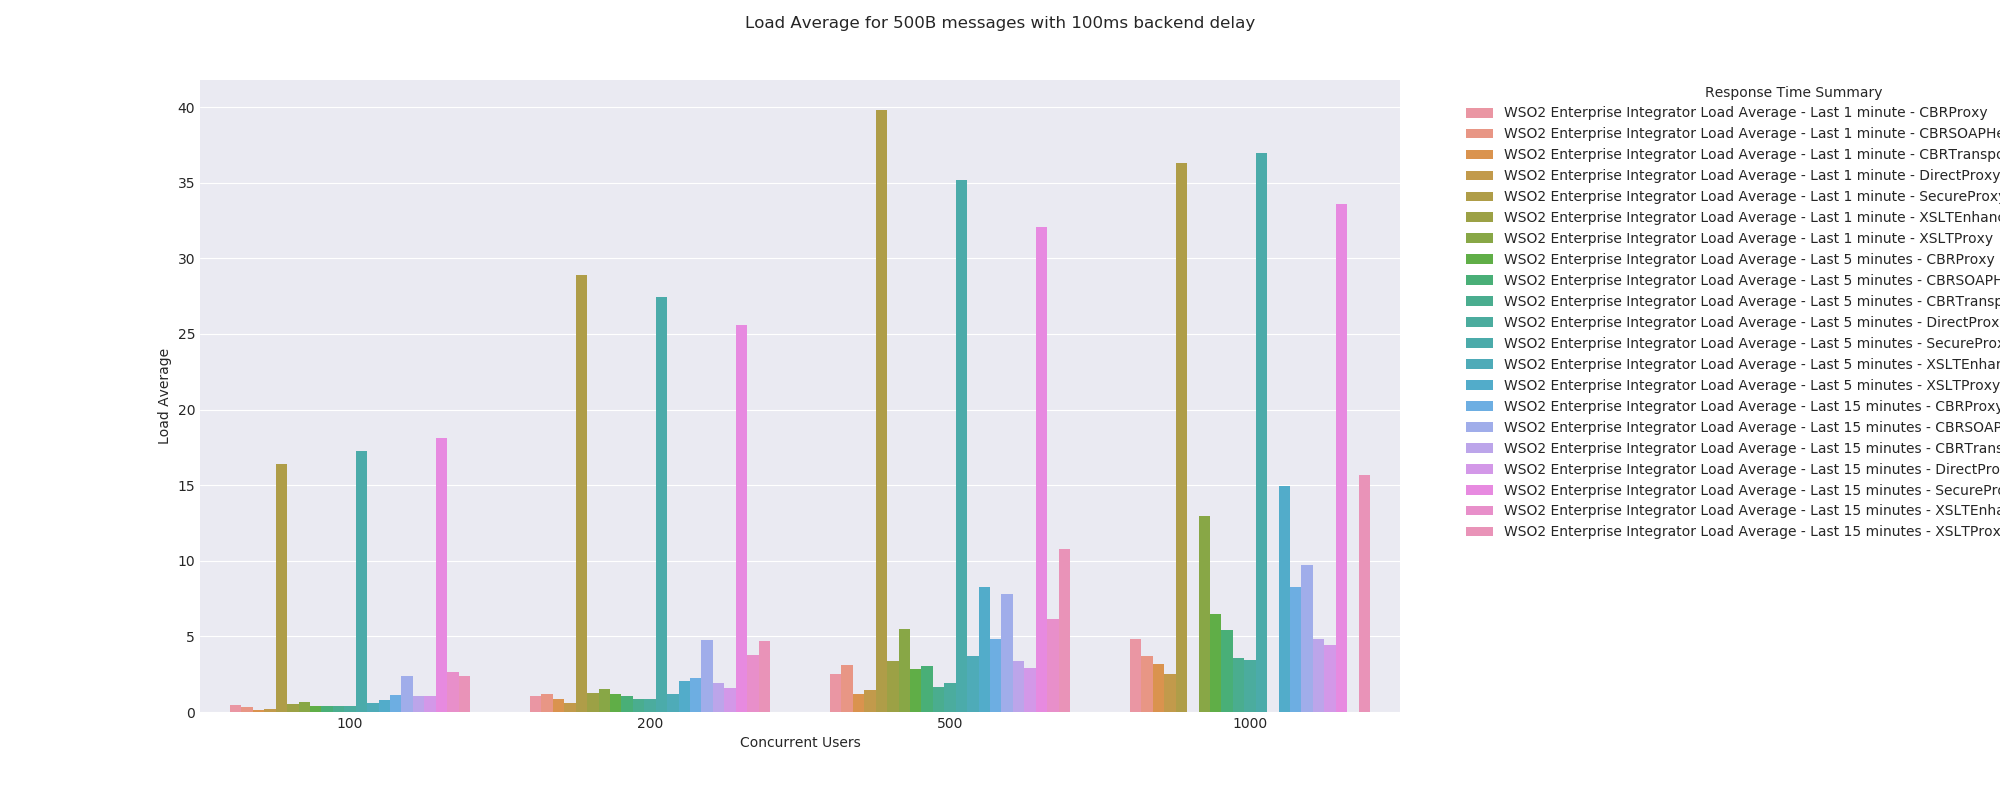 Load Average for 500B messages with 100ms backend delay
Response Time Summary
WSO2 Enterprise Integrator Load Average - Last 1 minute - CBRProxy
WSO2 Enterprise Integrator Load Average - Last 1 minute - CBRSOAPHe
WSO2 Enterprise Integrator Load Average - Last 1 minute - CBRTranspo
WSO2 Enterprise Integrator Load Average - Last 1 minute - DirectProxy
WSO2 Enterprise Integrator Load Average - Last 1 minute - SecureProxy
WSO2 Enterprise Integrator Load Average - Last 1 minute - XSLTEnhanc
WSO2 Enterprise Integrator Load Average - Last 1 minute - XSLTProxy
WSO2 Enterprise Integrator Load Average - Last 5 minutes - CBRProxy
WSO2 Enterprise Integrator Load Average - Last 5 minutes - CBRSOAPH
WSO2 Enterprise Integrator Load Average - Last 5 minutes - CBRTransp
WSO2 Enterprise Integrator Load Average - Last 5 minutes - DirectProx
WSO2 Enterprise Integrator Load Average - Last 5 minutes - SecureProx
WSO2 Enterprise Integrator Load Average - Last 5 minutes - XSLTEnhan
WSO2 Enterprise Integrator Load Average - Last 5 minutes - XSLTProxy
WSO2 Enterprise Integrator Load Average - Last 15 minutes - CBRProxy
WSO2 Enterprise Integrator Load Average - Last 15 minutes - CBRSOAP
WSO2 Enterprise Integrator Load Average - Last 15 minutes - CBRTrans
WSO2 Enterprise Integrator Load Average - Last 15 minutes - DirectPro
WSO2 Enterprise Integrator Load Average - Last 15 minutes - SecurePro
WSO2 Enterprise Integrator Load Average - Last 15 minutes - XSLTEnha
WSO2 Enterprise Integrator Load Average - Last 15 minutes - XSLTProx
Load Average
40
35
30
25
20
15
10
5
0
100 200 500 1000
Concurrent Users